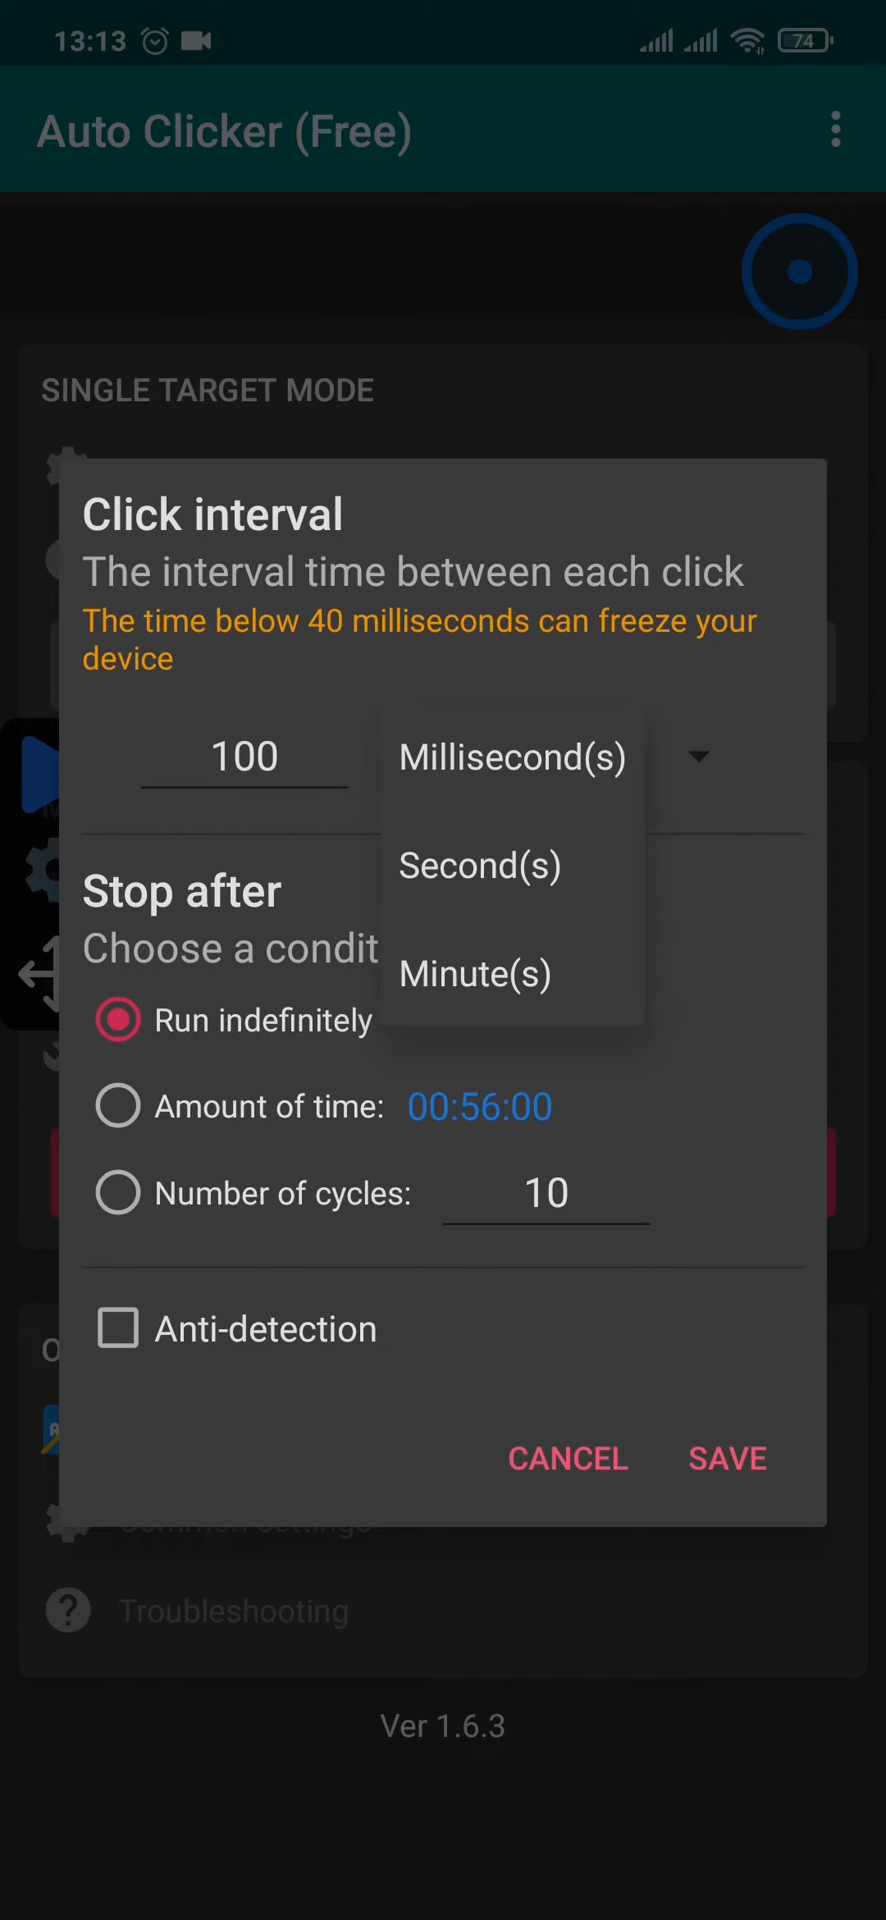 13:13
74
Auto Clicker (Free)
SINGLE TARGET MODE
Click interval
The interval time between each click
The time below 40 milliseconds can freeze your
device
100
Millisecond(s)
Second(s)
Minute(s)
Stop after
Choose a condit
Run indefinitely
Amount of time: 00:56:00
Number of cycles: 10
Anti-detection
CANCEL SAVE
Common settings
Troubleshooting
Ver 1.6.3